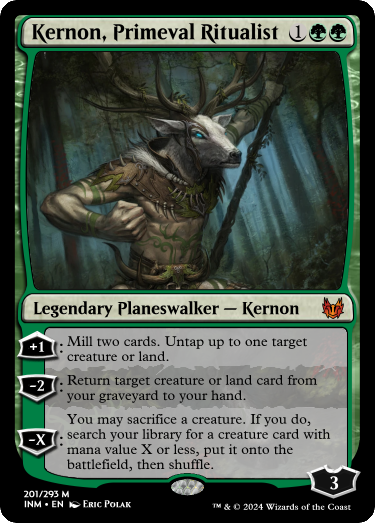 Kernon, Primeval Ritualist 1
Legendary Planeswalker — Kernon
+1: Mill two cards. Untap up to one target
creature or land.
−2: Return target creature or land card from
your graveyard to your hand.
You may sacrifice a creature. If you do,
−X: search your library for a creature card with
mana value X or less, put it onto the
battlefield, then shuffle.
3
201/293 M
INM • EN Eric Polak ™ & © 2024 Wizards of the Coast